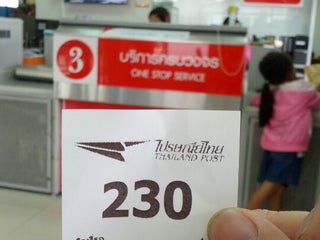 3
บริการครบวงจร
ONE STOP SERVICE
ไปรษณีย์ไทย
THAILAND POST
230